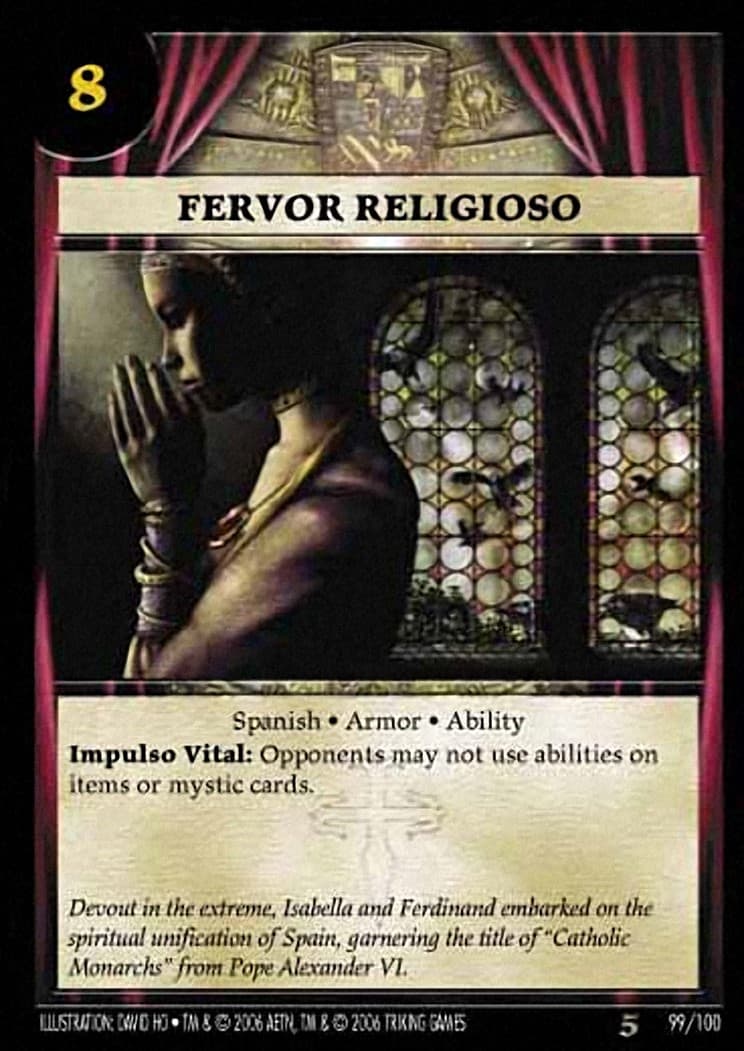 8
FERVOR RELIGIOSO
Spanish • Armor • Ability
Impulso Vital: Opponents may not use abilities on
items or mystic cards.
Devout in the extreme, Isabella and Ferdinand embarked on the
spiritual unification of Spain, garnering the title of "Catholic
Monarchs" from Pope Alexander VI.
ILLUSTRATION: DAVID HO • TM & © 2006 AETN, TM & © 2006 TRIKING GAMES
5 99/100